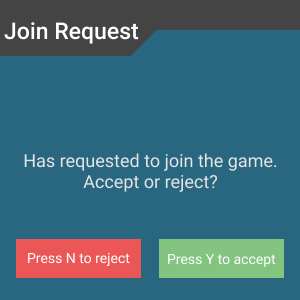 Join Request
Has requested to join the game.
Accept or reject?
Press N to reject
Press Y to accept